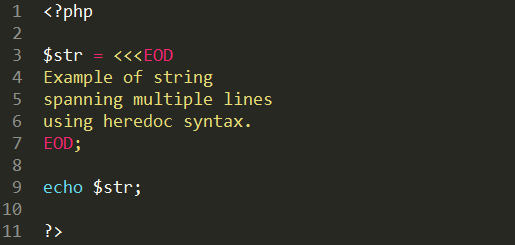 1 <?php
2
3 $str = <<<EOD
4 Example of string
5 spanning multiple lines
6 using heredoc syntax.
7 EOD;
8
9 echo $str;
10
11 ?>